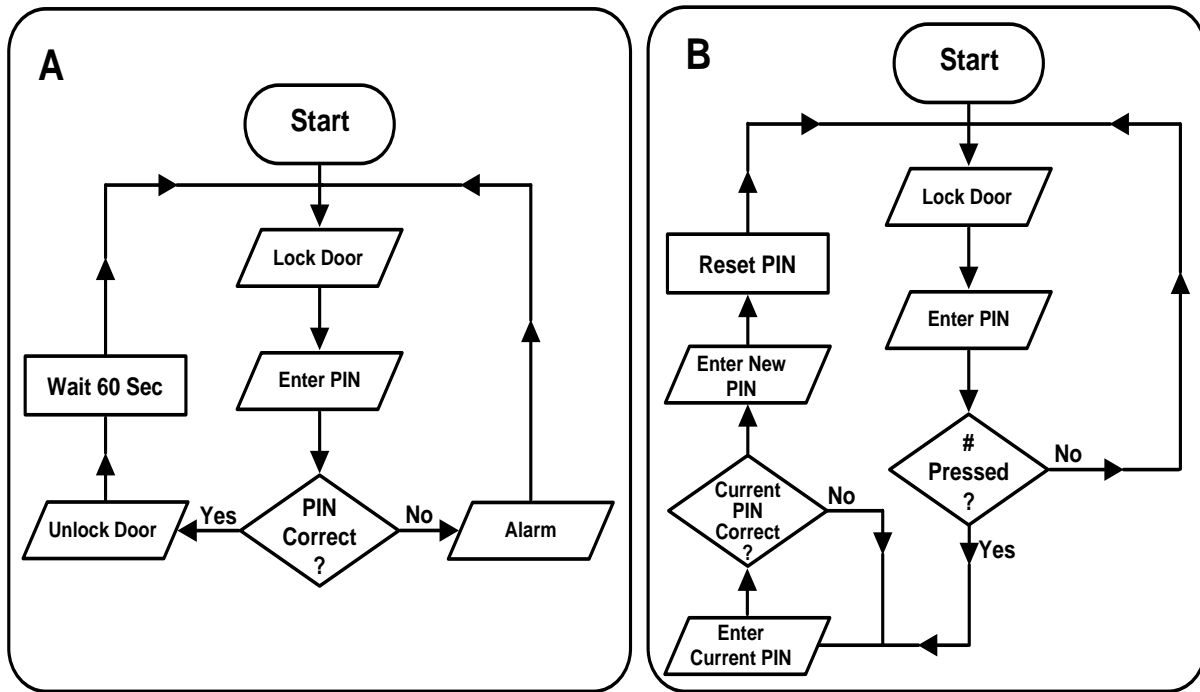 A
Start
Lock Door
Enter PIN
Wait 60 Sec
PIN
Correct
?
Yes
No
Unlock Door
Alarm
B
Start
Lock Door
Enter PIN
#
Pressed
?
No
Yes
Enter
Current PIN
Current
PIN
Correct
?
No
Enter New
PIN
Reset PIN